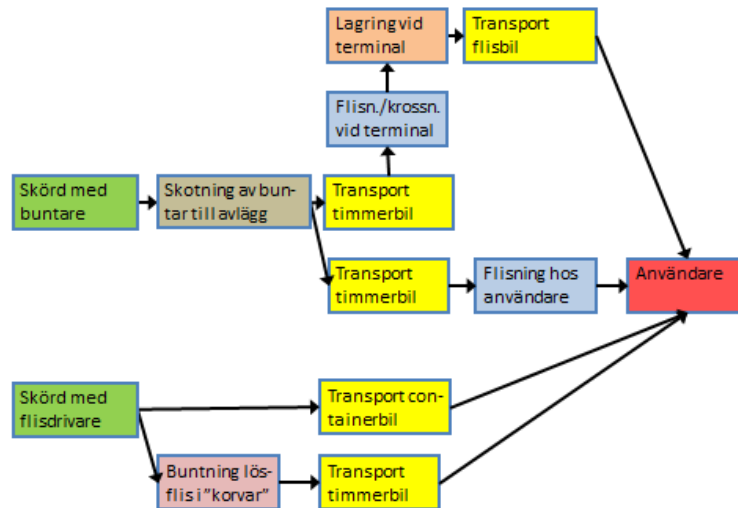 Lagring vid
terminal
Transport
flisbil
Flisn./krossn.
vid terminal
Skörd med
buntare
Skotning av bun-
tar till avlägg
Transport
timmerbil
Transport
timmerbil
Flisning hos
användare
Användare
Skörd med
flisdrivare
Transport con-
tainerbil
Buntning lös-
flis i ”korvar”
Transport
timmerbil